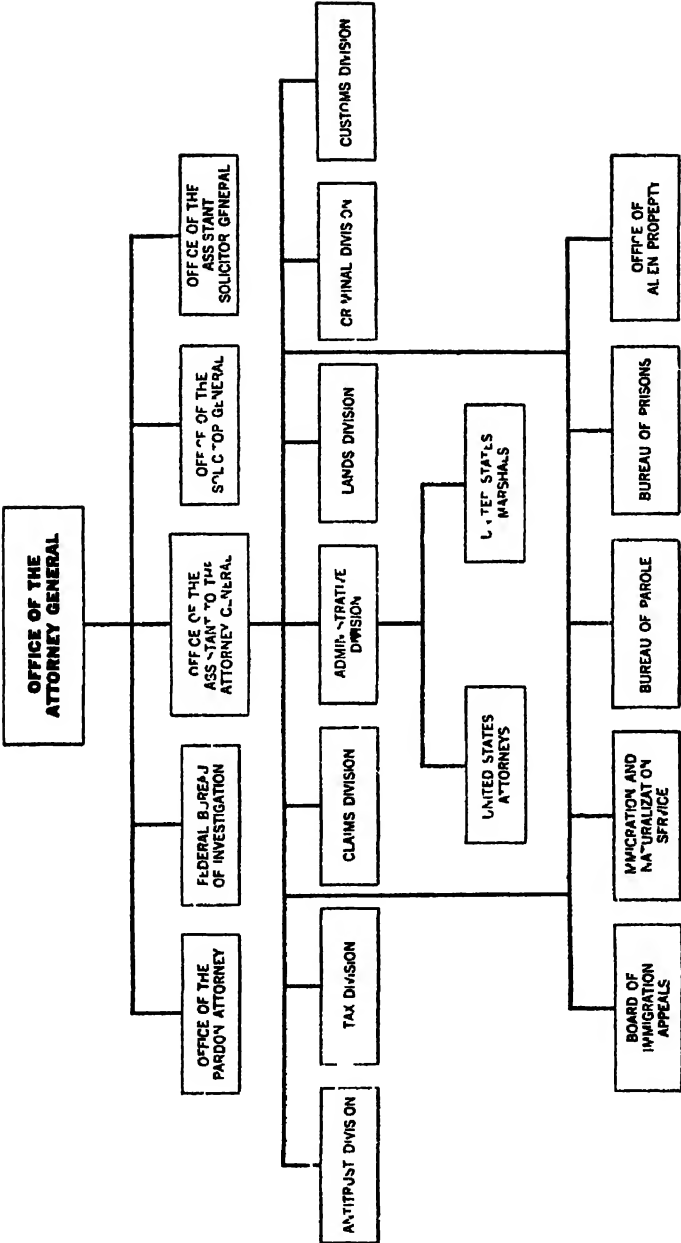 OFFICE OF THE
ATTORNEY GENERAL
OFFICE OF THE
PARDON ATTORNEY
FEDERAL BUREAU
OF INVESTIGATION
OFFICE OF THE
ASSISTANT TO THE
ATTORNEY GENERAL
OFFICE OF THE
SOLICITOR GENERAL
OFFICE OF THE
ASSISTANT
SOLICITOR GENERAL
ANTITRUST DIVISION
TAX DIVISION
CLAIMS DIVISION
ADMINISTRATIVE
DIVISION
LANDS DIVISION
CRIMINAL DIVISION
CUSTOMS DIVISION
UNITED STATES
ATTORNEYS
UNITED STATES
MARSHALS
BOARD OF
IMMIGRATION
APPEALS
IMMIGRATION AND
NATURALIZATION
SERVICE
BUREAU OF PAROLE
BUREAU OF PRISONS
OFFICE OF
ALIEN PROPERTY